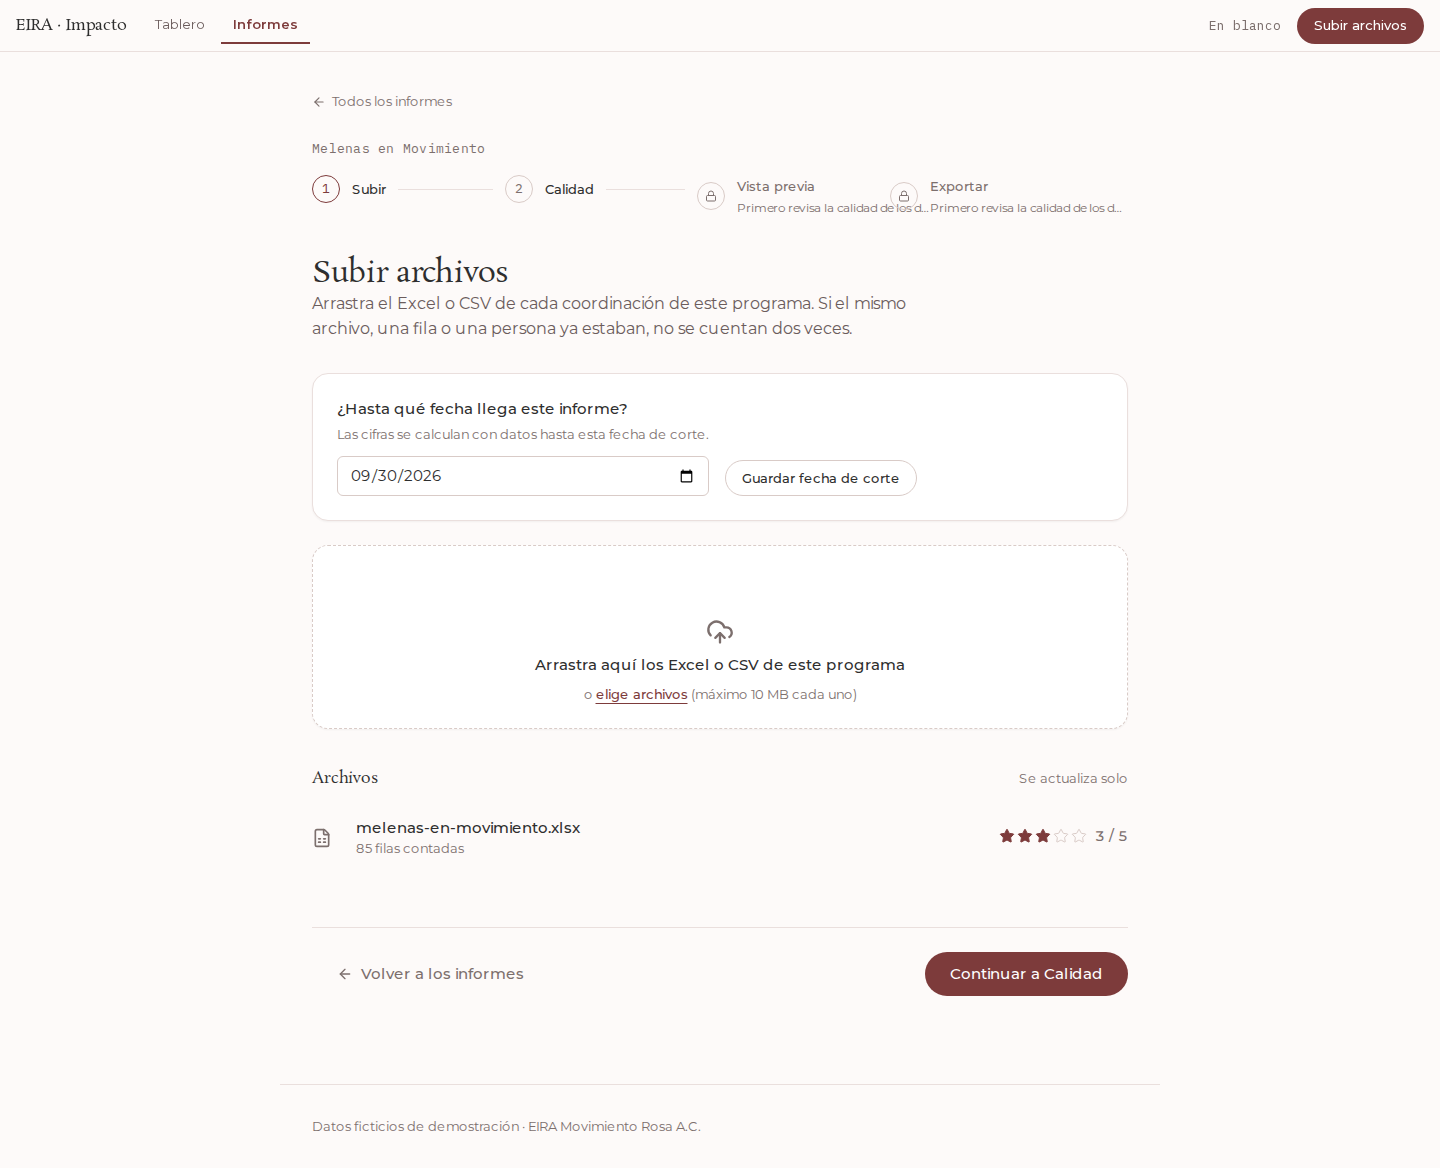 EIRA · Impacto
Tablero
Informes
En blanco
Subir archivos
Todos los informes
Melenas en Movimiento
1
Subir
2
Calidad
Vista previa
Primero revisa la calidad de los d...
Exportar
Primero revisa la calidad de los d...
Subir archivos
Arrastra el Excel o CSV de cada coordinación de este programa. Si el mismo
archivo, una fila o una persona ya estaban, no se cuentan dos veces.
¿Hasta qué fecha llega este informe?
Las cifras se calculan con datos hasta esta fecha de corte.
09/30/2026
Guardar fecha de corte
Arrastra aquí los Excel o CSV de este programa
o elige archivos (máximo 10 MB cada uno)
Archivos
Se actualiza solo
melenas-en-movimiento.xlsx
85 filas contadas
3 / 5
Volver a los informes
Continuar a Calidad
Datos ficticios de demostración · EIRA Movimiento Rosa A.C.